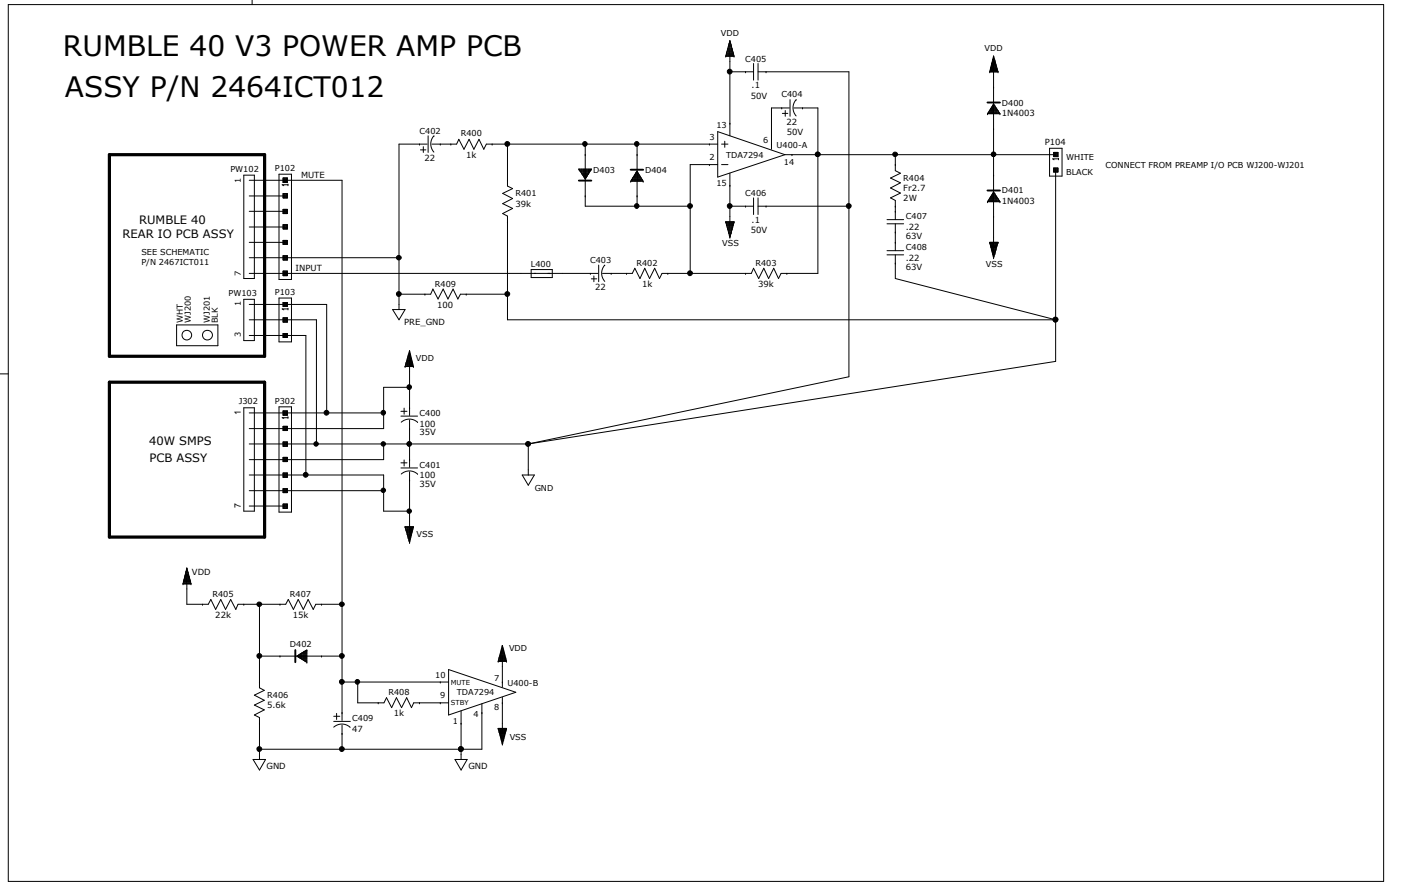 RUMBLE 40 V3 POWER AMP PCB
ASSY P/N 2464ICT012
VDD
C405
.1
50V
C404
22
50V
13
3
2
6
14
15
TDA7294
U400-A
C406
.1
50V
VSS
VDD
D400
1N4003
P104
1
WHITE
BLACK
CONNECT FROM PREAMP I/O PCB WJ200-WJ201
D401
1N4003
VSS
R404
Fr2.7
2W
C407
.22
63V
C408
.22
63V
C402
22
R400
1k
R401
39k
D403
D404
L400
C403
22
R402
1k
R403
39k
R409
100
PRE_GND
PW102
1
7
P102
1
MUTE
INPUT
RUMBLE 40
REAR IO PCB ASSY
SEE SCHEMATIC
P/N 2467ICT011
PW103
1
3
P103
1
WHT
WJ200
WJ201
BLK
J302
1
7
P302
1
40W SMPS
PCB ASSY
VDD
C400
100
35V
C401
100
35V
VSS
GND
VDD
R405
22k
R407
15k
D402
R406
5.6k
C409
47
R408
1k
10
9
MUTE
STBY
TDA7294
U400-B
7
8
1
4
VDD
VSS
GND
GND